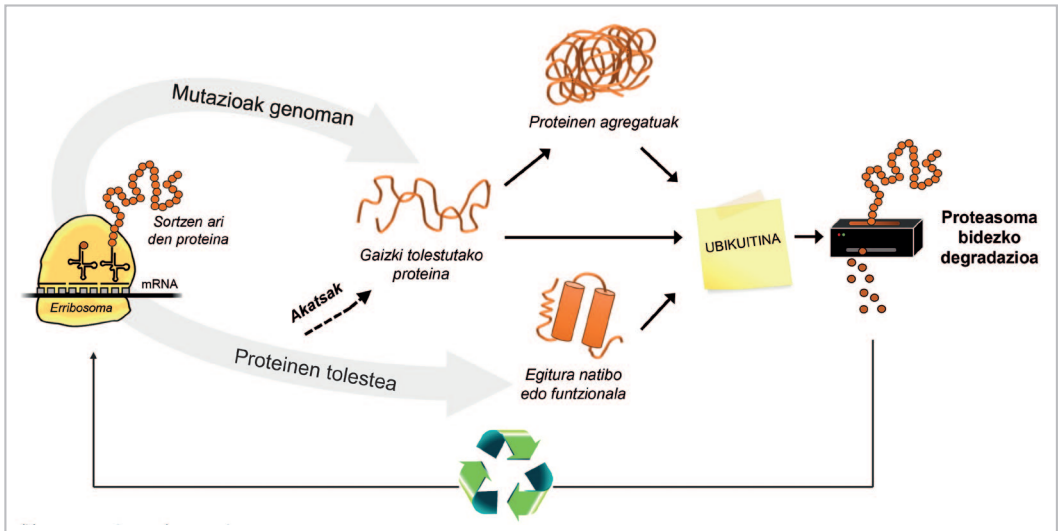 Mutazioak genoman
Proteinen agregatuak
Sortzen ari
den proteina
Gaizki tolestutako
proteina
UBIKUITINA
Proteasoma
bidezko
degradazioa
mRNA
Erribosoma
Akatsak
Proteinen tolestea
Egitura natibo
edo funtzionala